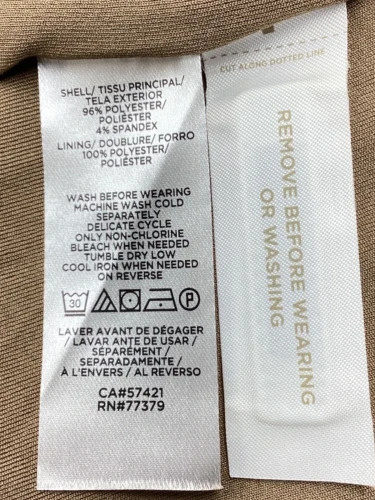 SHELL/ TISSU PRINCIPAL/
TELA EXTERIOR
96% POLYESTER/
POLIÉSTER
4% SPANDEX
LINING/ DOUBLURE/ FORRO
100% POLYESTER/
POLIÉSTER
WASH BEFORE WEARING
MACHINE WASH COLD
SEPARATELY
DELICATE CYCLE
ONLY NON-CHLORINE
BLEACH WHEN NEEDED
TUMBLE DRY LOW
COOL IRON WHEN NEEDED
ON REVERSE
30 P
LAVER AVANT DE DÉGAGER
/ LAVAR ANTE DE USAR /
SÉPARÉMENT /
SEPARADAMENTE /
À L'ENVERS / AL REVERSO
CA#57421
RN#77379
CUT ALONG DOTTED LINE
REMOVE BEFORE WEARING
OR WASHING